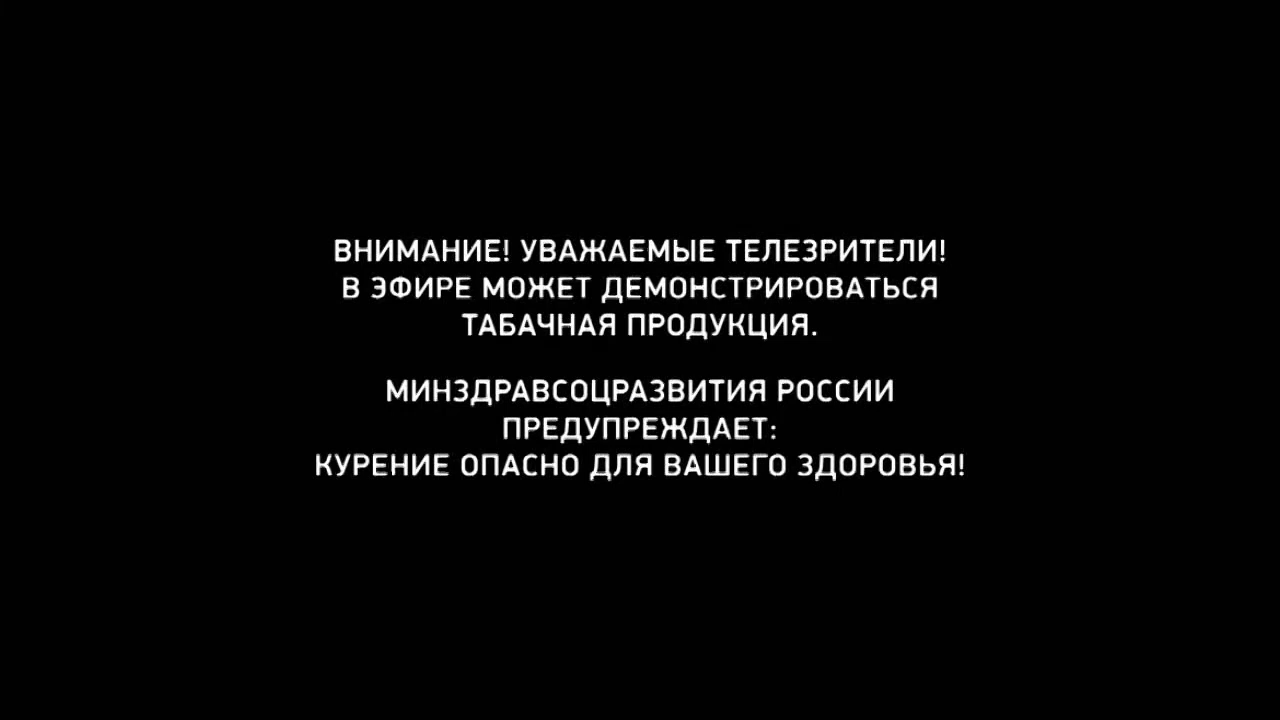 ВНИМАНИЕ! УВАЖАЕМЫЕ ТЕЛЕЗРИТЕЛИ!
В ЭФИРЕ МОЖЕТ ДЕМОНСТРИРОВАТЬСЯ
ТАБАЧНАЯ ПРОДУКЦИЯ.
МИНЗДРАВСОЦРАЗВИТИЯ РОССИИ
ПРЕДУПРЕЖДАЕТ:
КУРЕНИЕ ОПАСНО ДЛЯ ВАШЕГО ЗДОРОВЬЯ!